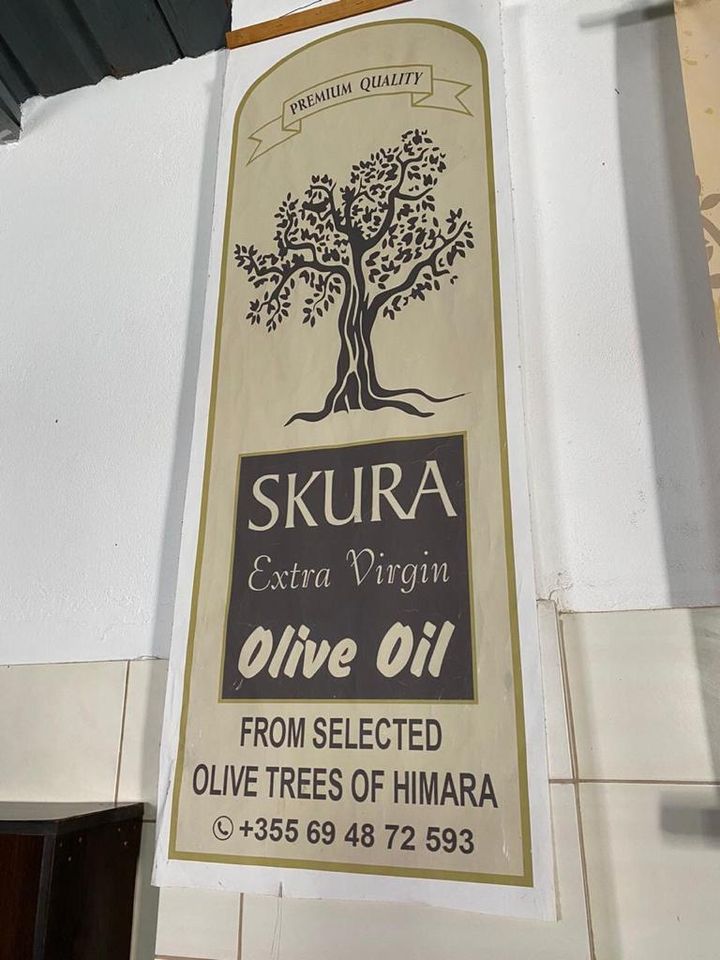 PREMIUM QUALITY
SKURA
Extra Virgin
Olive Oil
FROM SELECTED
OLIVE TREES OF HIMARA
+355 69 48 72 593